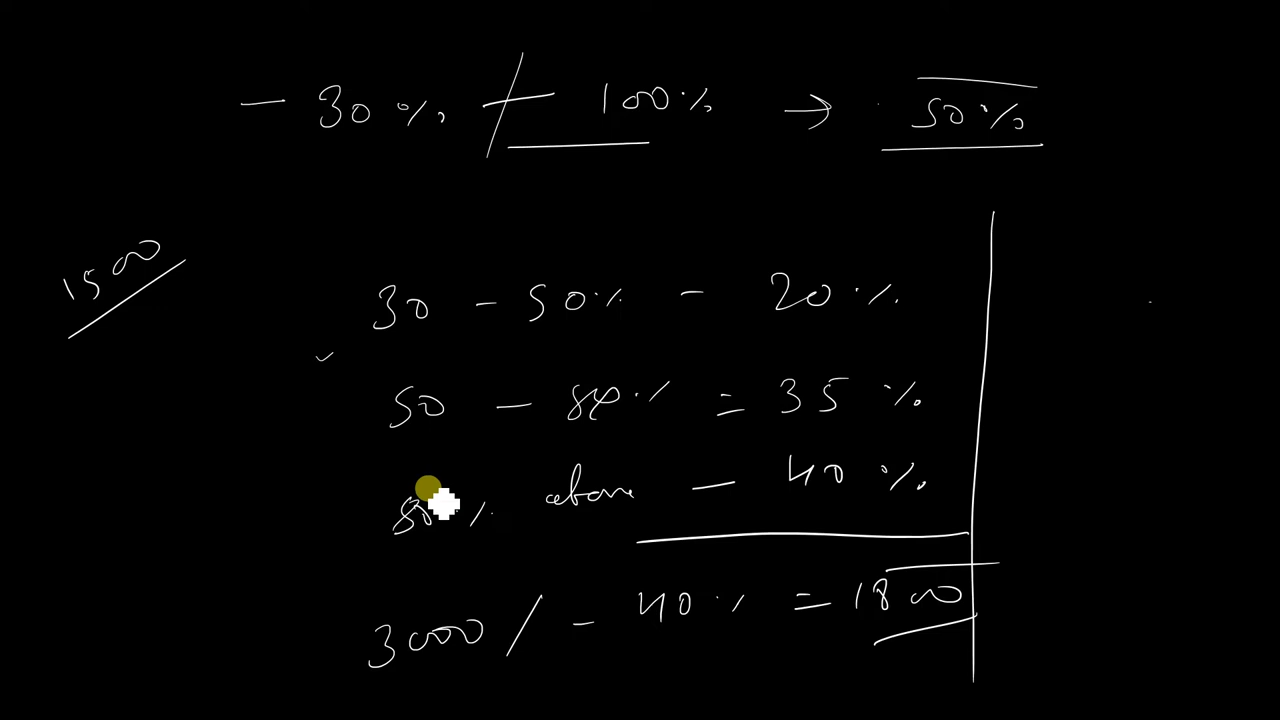 - 30% + 100% → 50%
1500
30 - 50% - 20%
50 - 80% = 35%
80% above - 40%
3000/- 40% = 1800